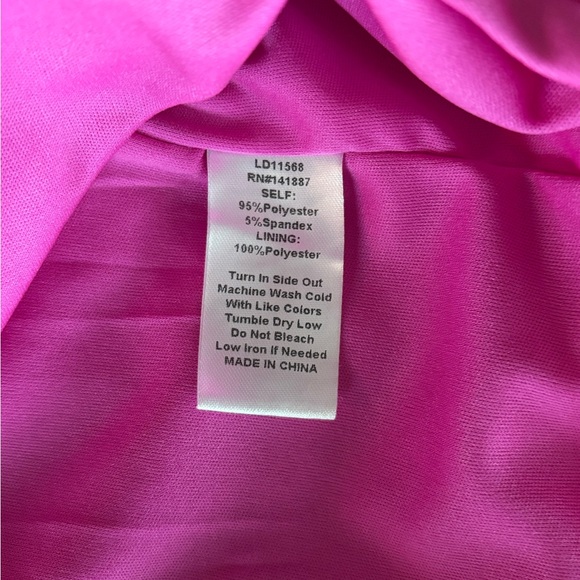 LD11568
RN#141887
SELF:
95%Polyester
5%Spandex
LINING:
100%Polyester
Turn In Side Out
Machine Wash Cold
With Like Colors
Tumble Dry Low
Do Not Bleach
Low Iron if Needed
MADE IN CHINA